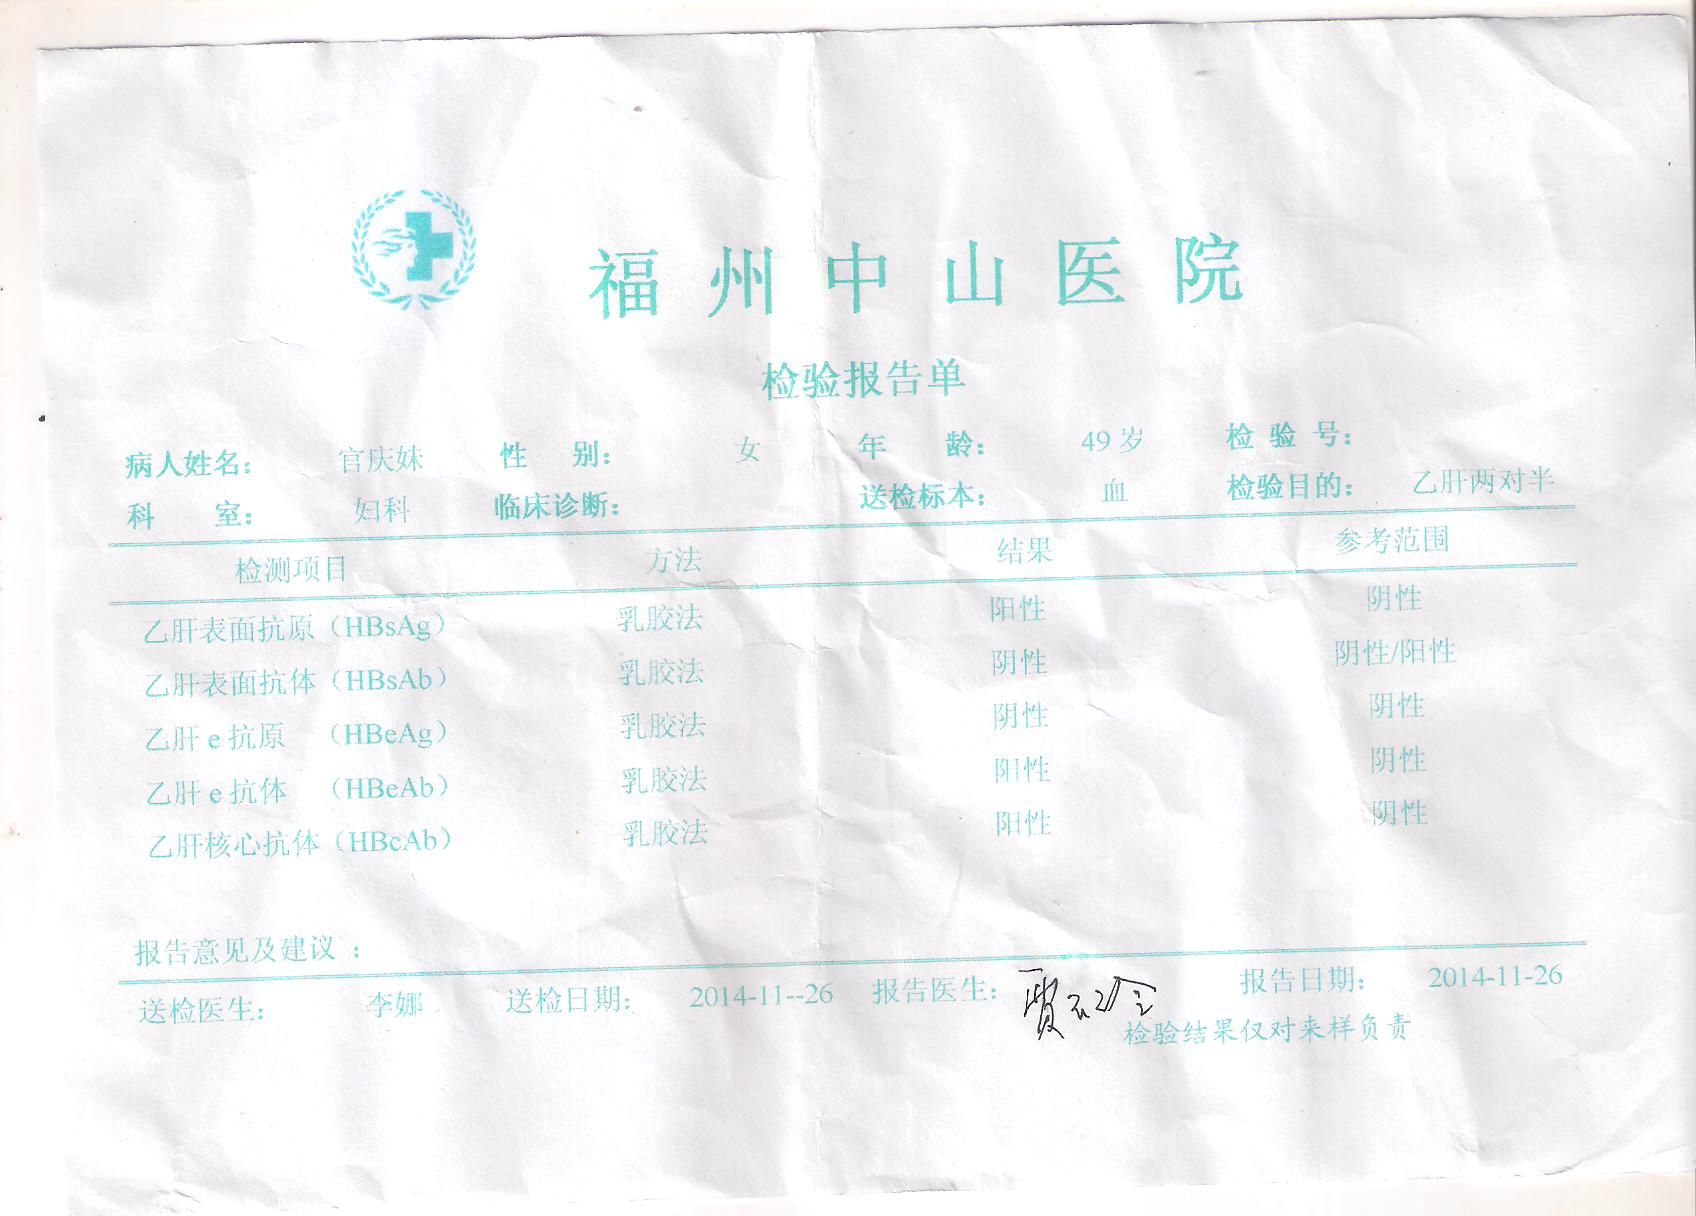 福州中山医院
检验报告单
病人姓名： 官庆妹 性 别： 女 年 龄： 49 岁 检 验 号：
科 室： 妇科 临床诊断： 送检标本： 血 检验目的： 乙肝两对半
检测项目 方法 结果 参考范围
乙肝表面抗原（HBsAg） 乳胶法 阳性 阴性
乙肝表面抗体（HBsAb） 乳胶法 阴性 阴性/阳性
乙肝 e 抗原 （HBeAg） 乳胶法 阴性 阴性
乙肝 e 抗体 （HBeAb） 乳胶法 阳性 阴性
乙肝核心抗体（HBcAb） 乳胶法 阳性 阴性
报告意见及建议 ：
送检医生： 李娜 送检日期： 2014-11--26 报告医生： 报告日期： 2014-11-26
检验结果仅对来样负责